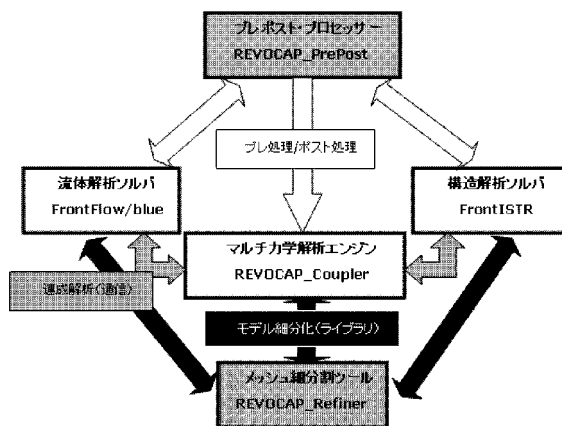 プレ・ポスト・プロセッサー
REVOCAP_PrePost
プレ処理/ポスト処理
流体解析ソルバ
FrontFlow/blue
構造解析ソルバ
FrontISTR
マルチ力学解析エンジン
REVOCAP_Coupler
連成解析(通信)
モデル細分化(ライブラリ)
メッシュ細分割ツール
REVOCAP_Refiner